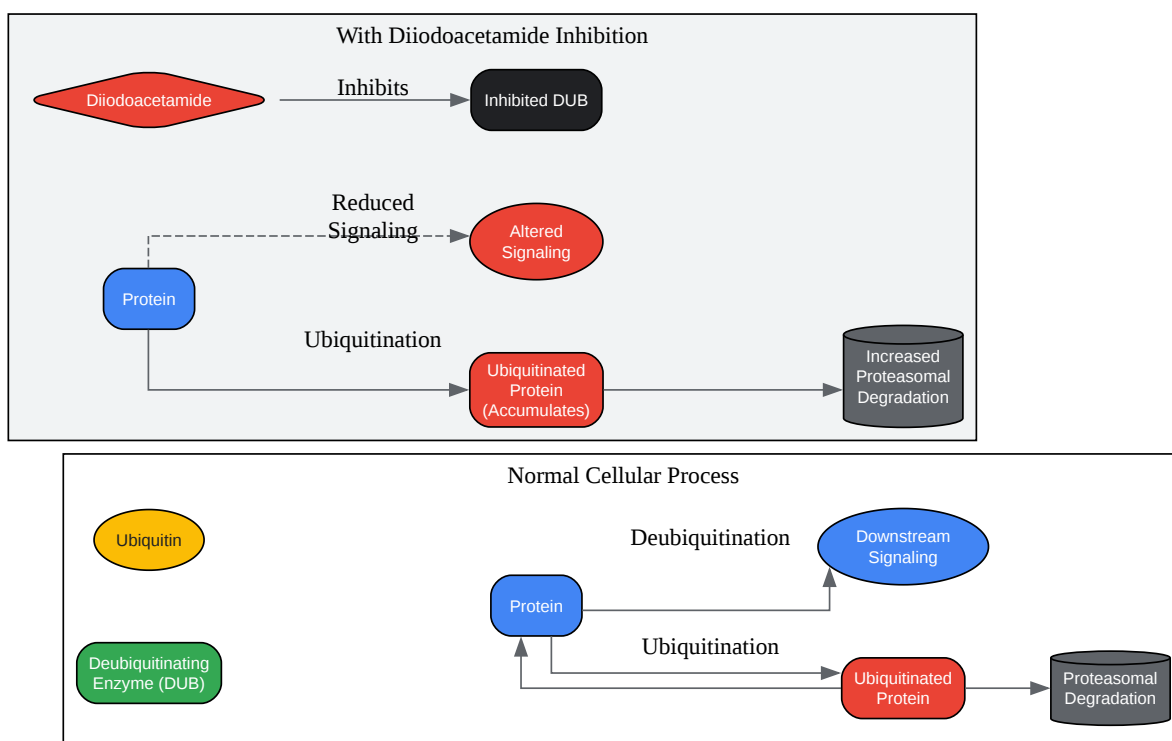 With Diiodoacetamide Inhibition
Diiodoacetamide
Inhibits
Inhibited DUB
Reduced
Signaling
Altered
Signaling
Protein
Ubiquitination
Ubiquitinated
Protein
(Accumulates)
Increased
Proteasomal
Degradation
Normal Cellular Process
Ubiquitin
Deubiquitination
Downstream
Signaling
Protein
Ubiquitination
Deubiquitinating
Enzyme (DUB)
Ubiquitinated
Protein
Proteasomal
Degradation